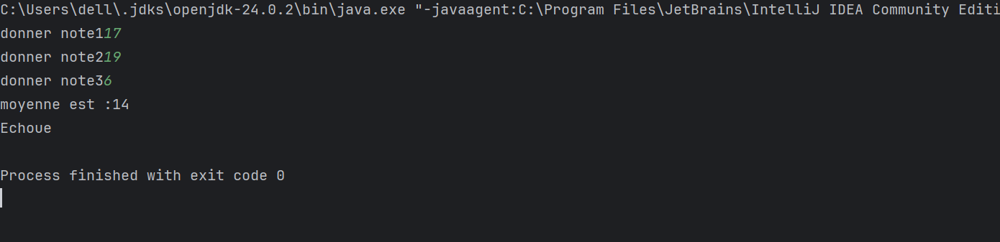 C:\Users\dell\.jdks\openjdk-24.0.2\bin\java.exe "-javaagent:C:\Program Files\JetBrains\IntelliJ IDEA Community Editi
donner note117
donner note219
donner note36
moyenne est :14
Echoue
Process finished with exit code 0